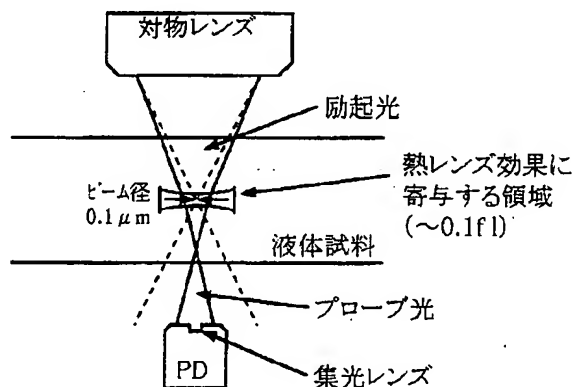 対物レンズ
励起光
ビーム径
0.1μm
熱レンズ効果に
寄与する領域
(～0.1fl)
液体試料
プローブ光
PD
集光レンズ